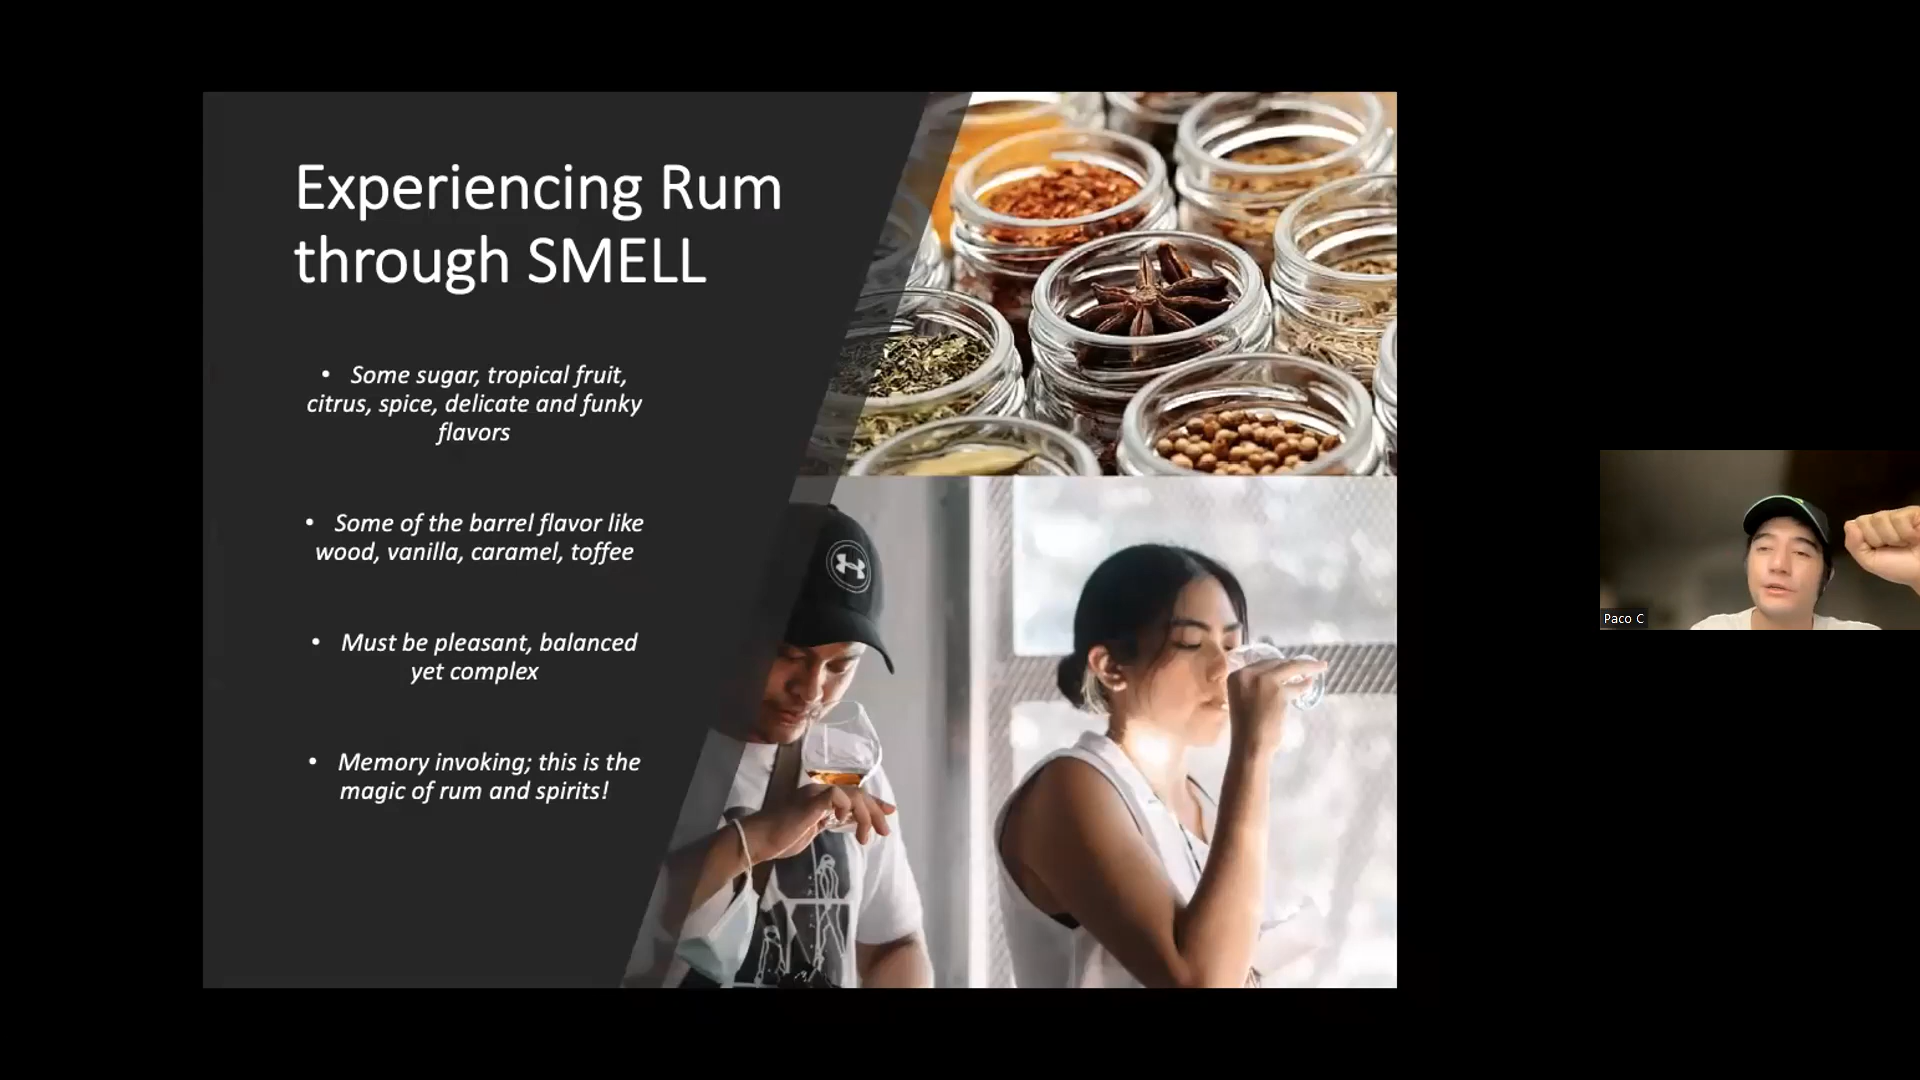 Experiencing Rum
through SMELL
• Some sugar, tropical fruit,
citrus, spice, delicate and funky
flavors
• Some of the barrel flavor like
wood, vanilla, caramel, toffee
• Must be pleasant, balanced
yet complex
• Memory invoking; this is the
magic of rum and spirits!
Paco C